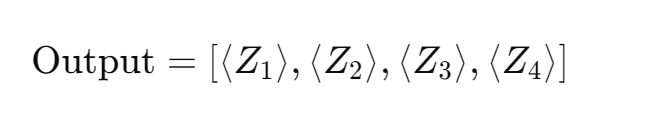 Output = [⟨Z₁⟩, ⟨Z₂⟩, ⟨Z₃⟩, ⟨Z₄⟩]